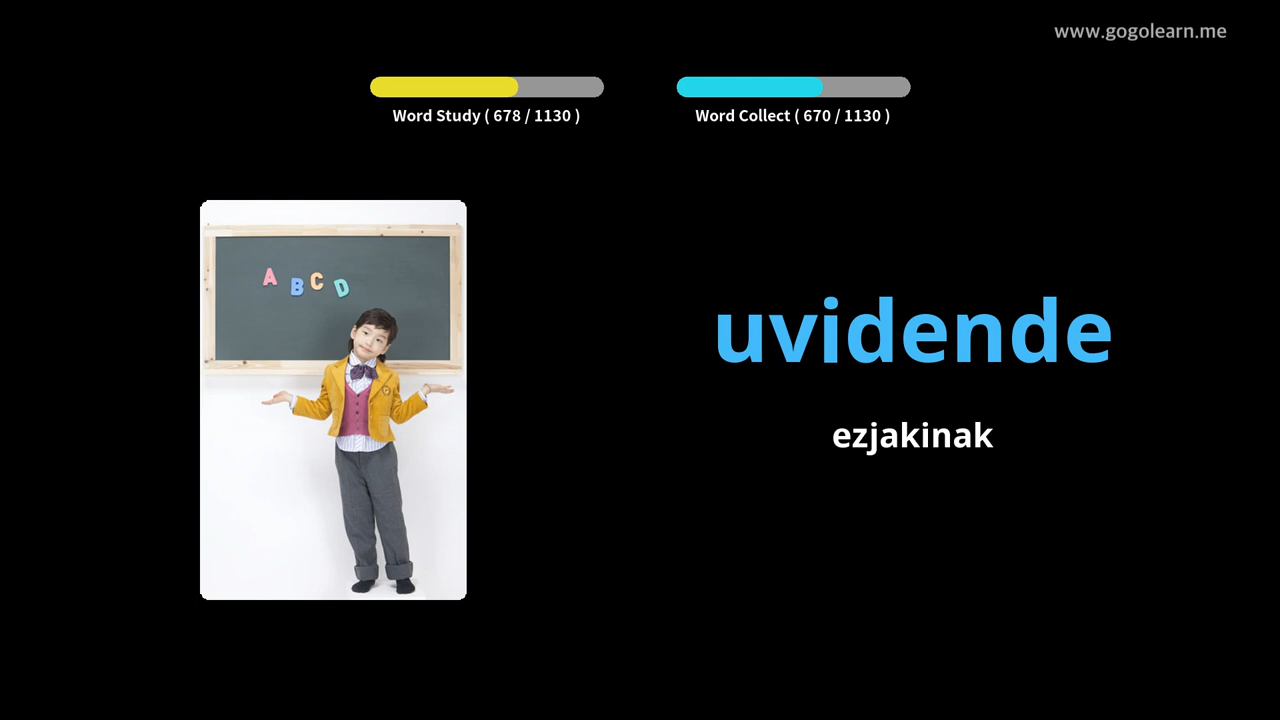 www.gogolearn.me
Word Study ( 678 / 1130 )
Word Collect ( 670 / 1130 )
A B C D
uvidende
ezjakinak